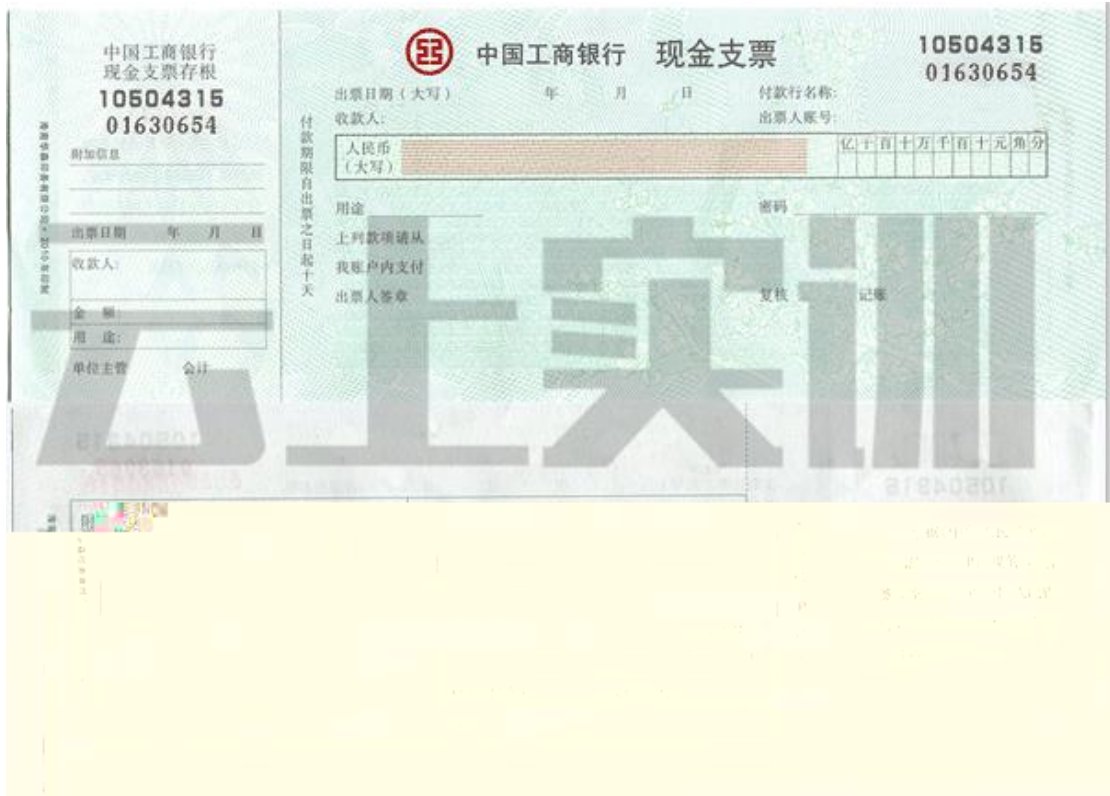 中国工商银行
现金支票存根
10504315
01630654
附加信息
出票日期 年 月 日
收款人:
金 额
用 途:
单位主管 会计
付款期限自出票之日起十天
中国工商银行 现金支票
10504315
01630654
出票日期(大写) 年 月 日 付款行名称:
收款人: 出票人账号:
人民币
(大写)
亿千百十万千百十元角分
用途 密码
上列款项请从
我账户内支付
出票人签章 复核 记账
云上实训
附